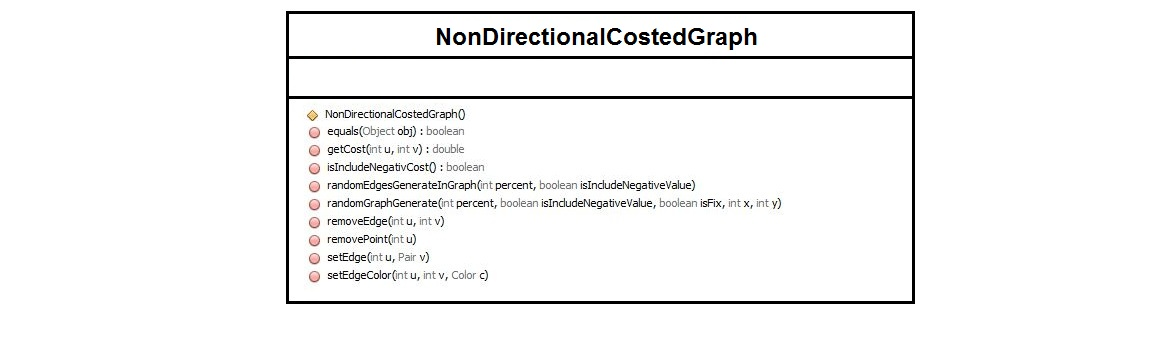 NonDirectionalCostedGraph
NonDirectionalCostedGraph()
equals(Object obj) : boolean
getCost(int u, int v) : double
isIncludeNegativCost() : boolean
randomEdgesGenerateInGraph(int percent, boolean isIncludeNegativeValue)
randomGraphGenerate(int percent, boolean isIncludeNegativeValue, boolean isFix, int x, int y)
removeEdge(int u, int v)
removePoint(int u)
setEdge(int u, Pair v)
setEdgeColor(int u, int v, Color c)